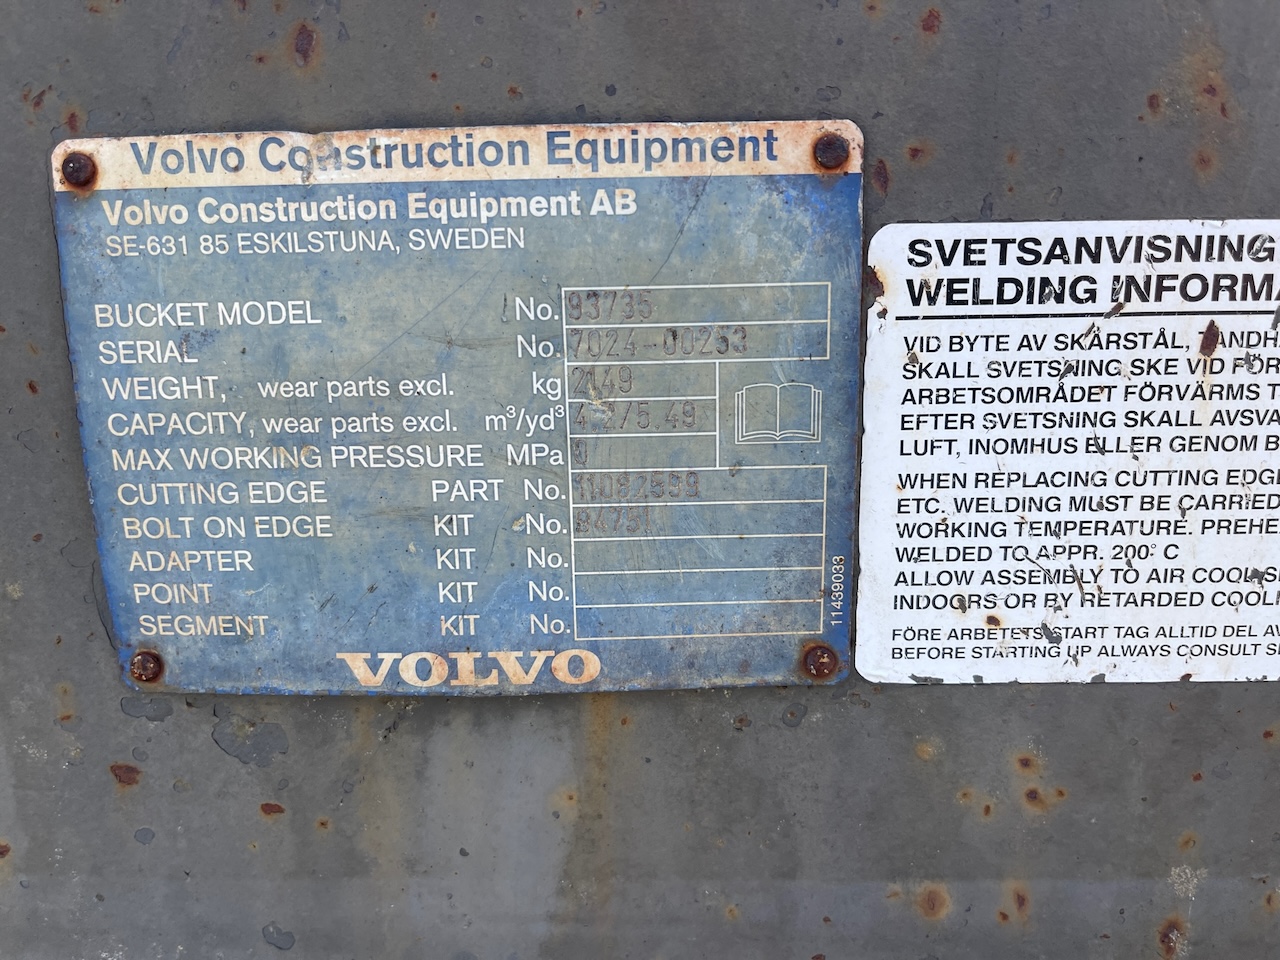 Volvo Construction Equipment
Volvo Construction Equipment AB
SE-631 85 ESKILSTUNA, SWEDEN
BUCKET MODEL No. 93735
SERIAL No. 7024-00253
WEIGHT, wear parts excl. kg 2149
CAPACITY, wear parts excl. m³/yd³ 4.2/5.49
MAX WORKING PRESSURE MPa 0
CUTTING EDGE PART No. 11092599
BOLT ON EDGE KIT No. 84751
ADAPTER KIT No.
POINT KIT No.
SEGMENT KIT No.
11439033
VOLVO
SVETSANVISNING
WELDING INFORMA
VID BYTE AV SKÄRSTÅL, TANDH
SKALL SVETSNING SKE VID FÖR
ARBETSOMRÅDET FÖRVÄRMS T
EFTER SVETSNING SKALL AVSVA
LUFT, INOMHUS ELLER GENOM B
WHEN REPLACING CUTTING EDGE
ETC. WELDING MUST BE CARRIED
WORKING TEMPERATURE. PREHE
WELDED TO APPR. 200° C
ALLOW ASSEMBLY TO AIR COOL
INDOORS OR BY RETARDED COOLI
FÖRE ARBETETS START TAG ALLTID DEL AV
BEFORE STARTING UP ALWAYS CONSULT